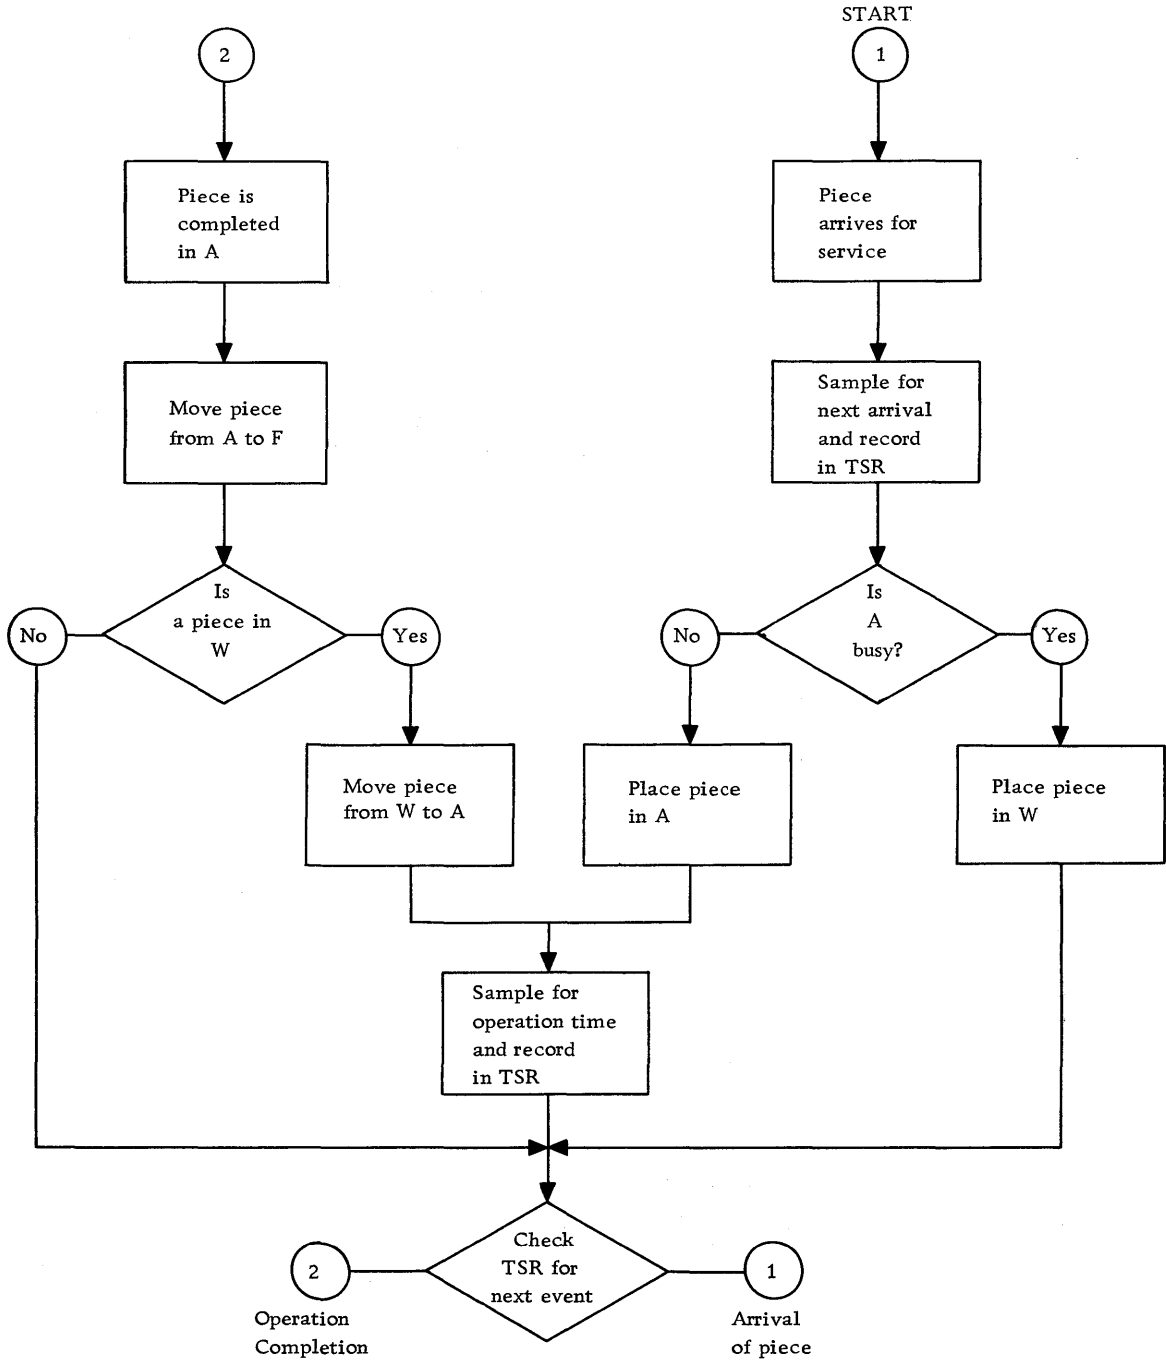 START
2
1
Piece is
completed
in A
Piece
arrives for
service
Move piece
from A to F
Sample for
next arrival
and record
in TSR
Is
a piece in
W
No
Yes
Is
A
busy?
No
Yes
Move piece
from W to A
Place piece
in A
Place piece
in W
Sample for
operation time
and record
in TSR
Check
TSR for
next event
2
Operation
Completion
1
Arrival
of piece